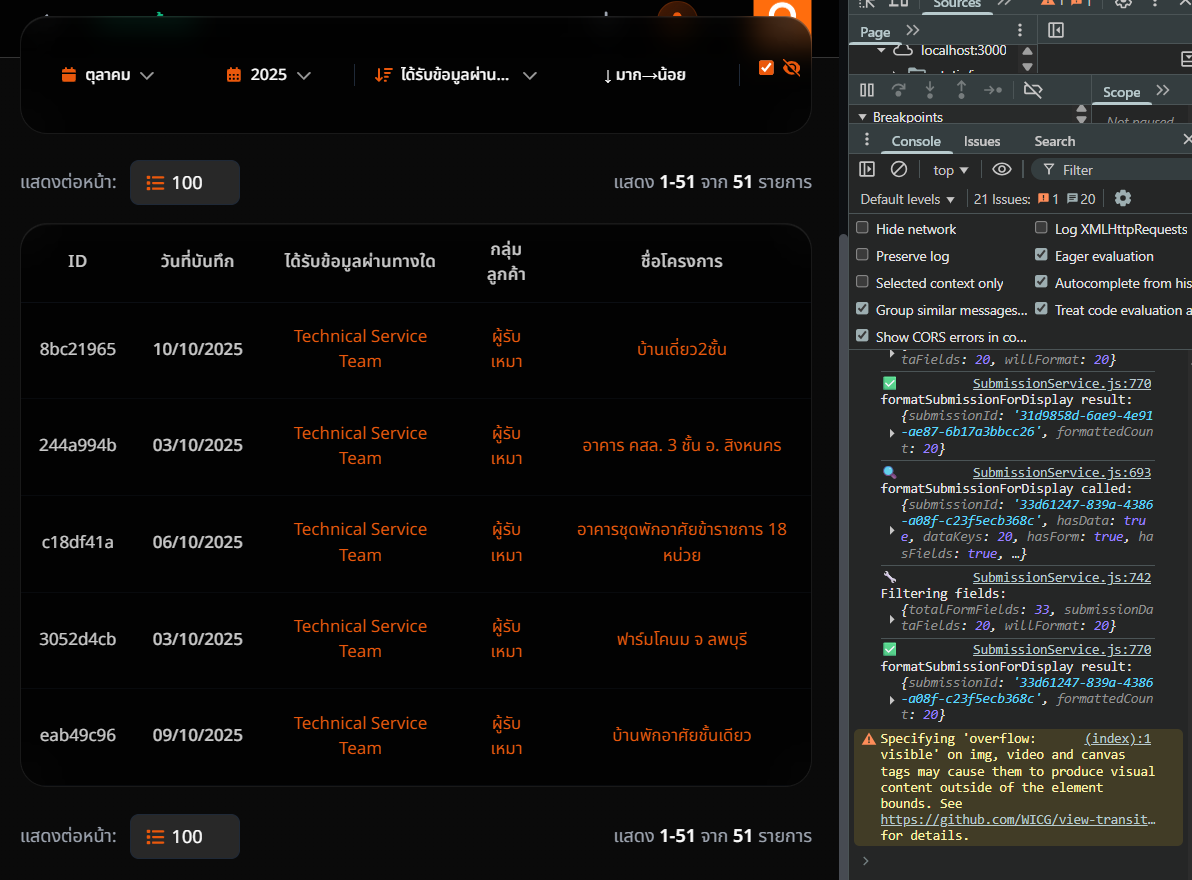 ตุลาคม
2025
ได้รับข้อมูลผ่าน...
↓มาก→น้อย
แสดงต่อหน้า:
100
แสดง 1-51 จาก 51 รายการ
ID
วันที่บันทึก
ได้รับข้อมูลผ่านทางใด
กลุ่ม
ลูกค้า
ชื่อโครงการ
8bc21965
10/10/2025
Technical Service
Team
ผู้รับ
เหมา
บ้านเดี่ยว2ชั้น
244a994b
03/10/2025
Technical Service
Team
ผู้รับ
เหมา
อาคาร คสล. 3 ชั้น อ. สิงหนคร
c18df41a
06/10/2025
Technical Service
Team
ผู้รับ
เหมา
อาคารชุดพักอาศัยข้าราชการ 18
หน่วย
3052d4cb
03/10/2025
Technical Service
Team
ผู้รับ
เหมา
ฟาร์มโคนม จ ลพบุรี
eab49c96
09/10/2025
Technical Service
Team
ผู้รับ
เหมา
บ้านพักอาศัยชั้นเดียว
แสดงต่อหน้า:
100
แสดง 1-51 จาก 51 รายการ
Sources
1
1
Page
localhost:3000
Scope
Breakpoints
Not paused
Console
Issues
Search
top
Filter
Default levels
21 Issues:
1
20
Hide network
Log XMLHttpRequests
Preserve log
Eager evaluation
Selected context only
Autocomplete from his
Group similar messages...
Treat code evaluation a
Show CORS errors in co...
taFields: 20, willFormat: 20}
SubmissionService.js:770
formatSubmissionForDisplay result:
{submissionId: '31d9858d-6ae9-4e91
-ae87-6b17a3bbcc26', formattedCoun
t: 20}
SubmissionService.js:693
formatSubmissionForDisplay called:
{submissionId: '33d61247-839a-4386
-a08f-c23f5ecb368c', hasData: tru
e, dataKeys: 20, hasForm: true, ha
sFields: true, …}
SubmissionService.js:742
Filtering fields:
{totalFormFields: 33, submissionDa
taFields: 20, willFormat: 20}
SubmissionService.js:770
formatSubmissionForDisplay result:
{submissionId: '33d61247-839a-4386
-a08f-c23f5ecb368c', formattedCoun
t: 20}
Specifying 'overflow: (index):1
visible' on img, video and canvas
tags may cause them to produce visual
content outside of the element
bounds. See
https://github.com/WICG/view-transit…
for details.